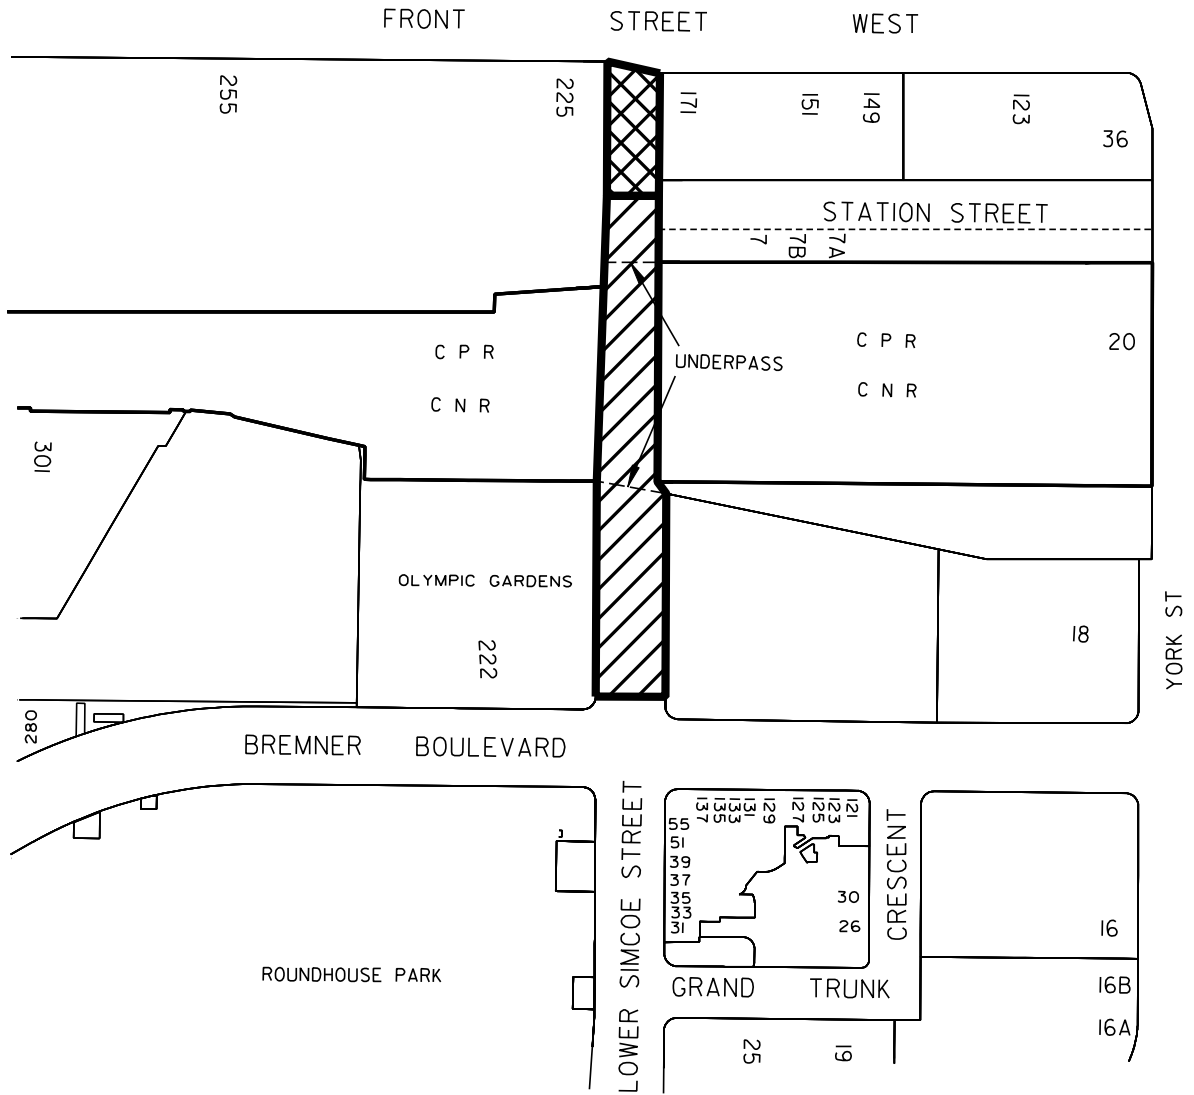 FRONT STREET WEST
255
225
171
151
149
123
36
STATION STREET
7
7B
7A
C P R
C N R
UNDERPASS
C P R
C N R
20
301
OLYMPIC GARDENS
222
18
YORK ST
280
BREMNER BOULEVARD
LOWER SIMCOE STREET
137
135
133
131
129
127
125
123
121
55
51
39
37
35
33
31
30
26
CRESCENT
16
ROUNDHOUSE PARK
GRAND TRUNK
16B
16A
25
19